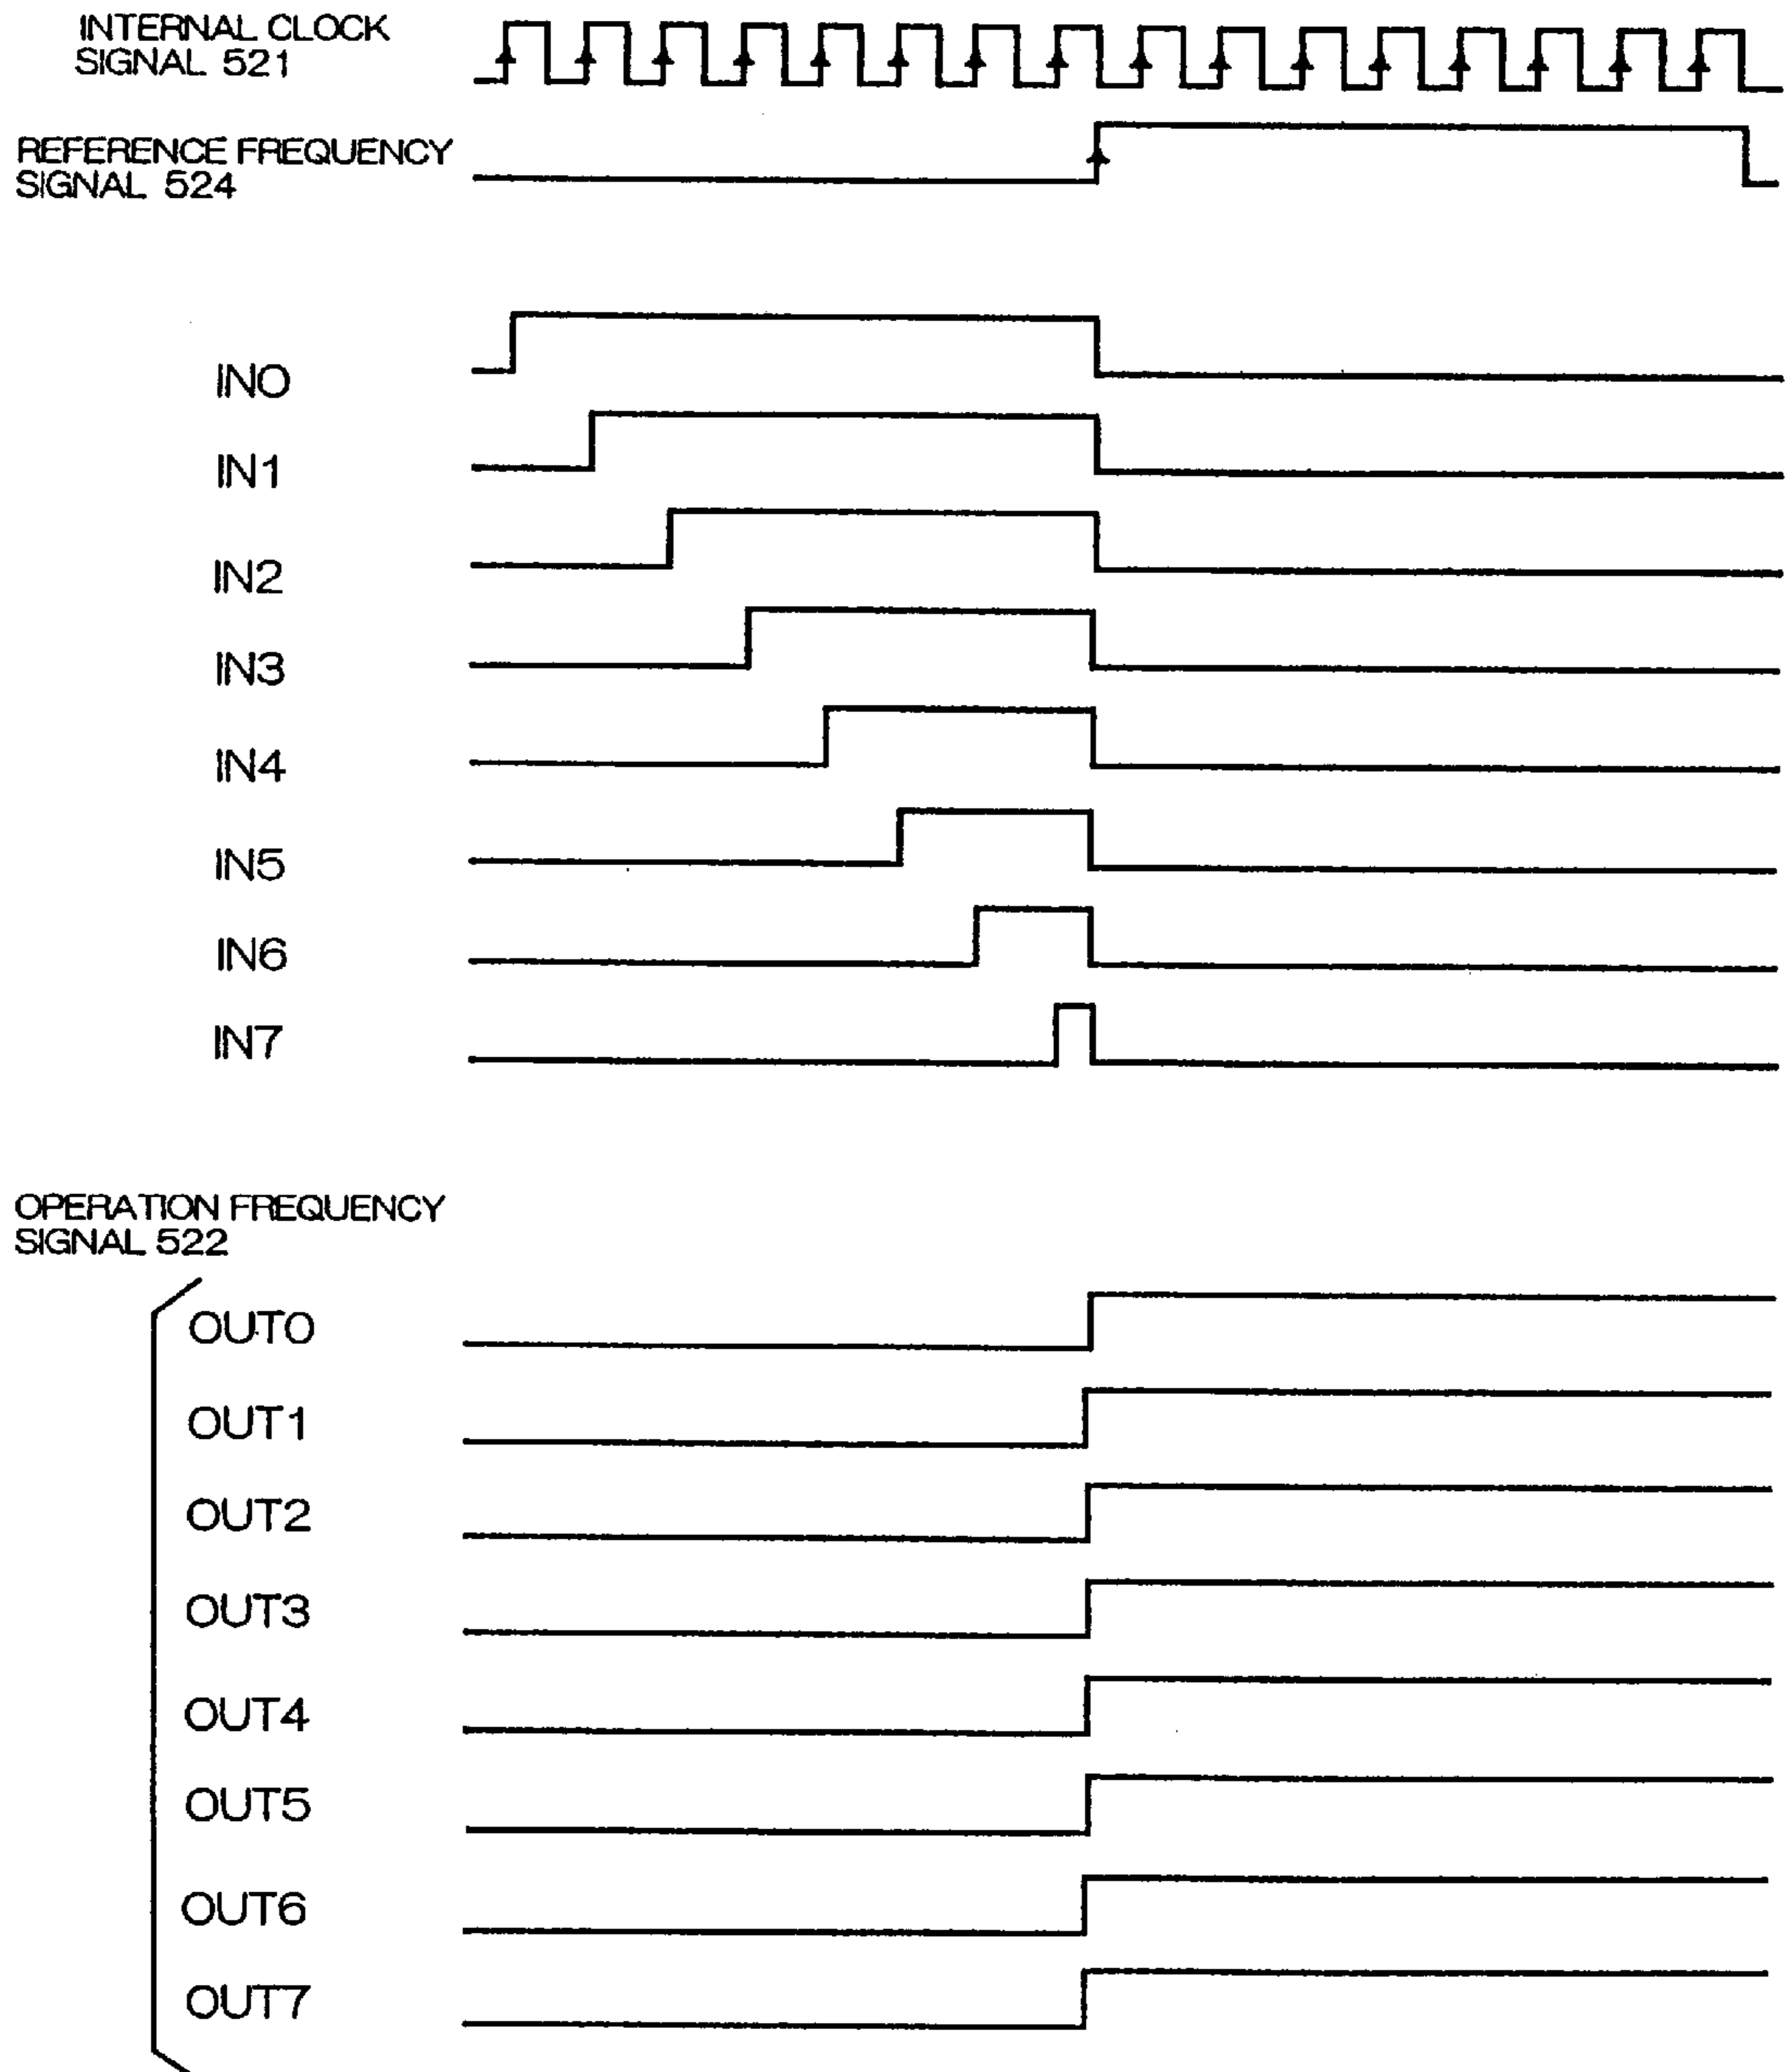 INTERNAL CLOCK
SIGNAL 521
REFERENCE FREQUENCY
SIGNAL 524
IN0
IN1
IN2
IN3
IN4
IN5
IN6
IN7
OPERATION FREQUENCY
SIGNAL 522
OUT0
OUT1
OUT2
OUT3
OUT4
OUT5
OUT6
OUT7